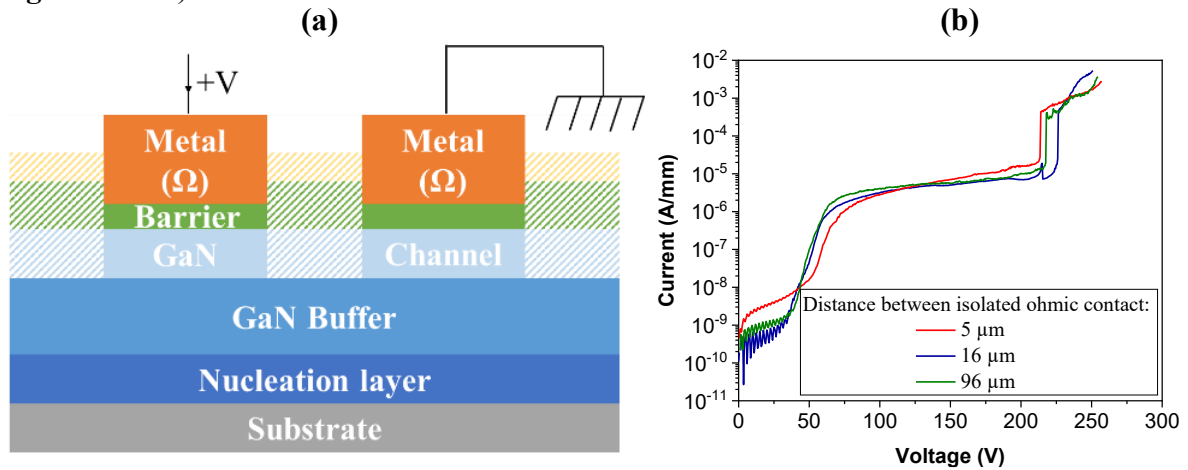 (a)
(b)
+V
Metal
(Ω)
Metal
(Ω)
Barrier
GaN
Channel
GaN Buffer
Nucleation layer
Substrate
Current (A/mm)
10⁻²
10⁻³
10⁻⁴
10⁻⁵
10⁻⁶
10⁻⁷
10⁻⁸
10⁻⁹
10⁻¹⁰
10⁻¹¹
Distance between isolated ohmic contact:
5 µm
16 µm
96 µm
0 50 100 150 200 250 300
Voltage (V)